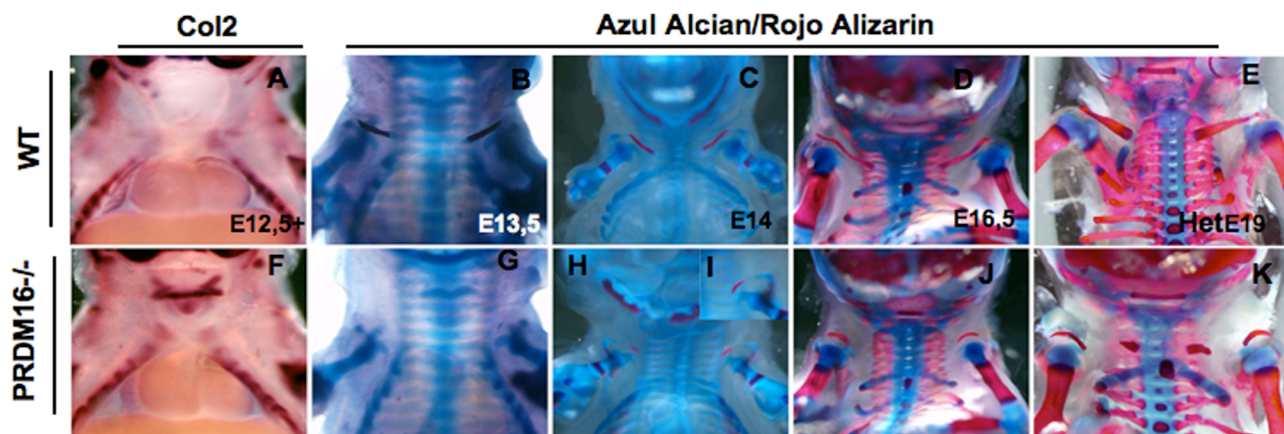 Col2
Azul Alcian/Rojo Alizarin
WT
A
B
C
D
E
E12,5+
E13,5
E14
E16,5
HetE19
PRDM16-/-
F
G
H
I
J
K